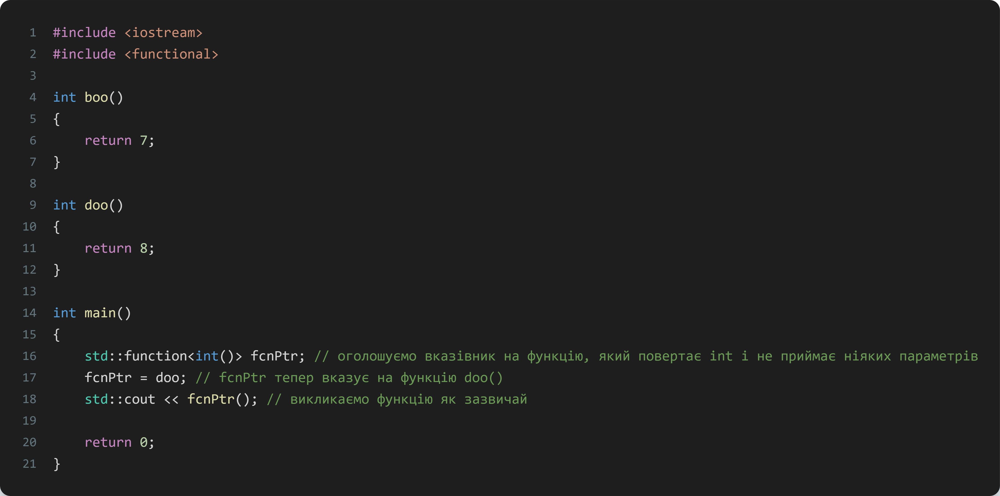 1 #include <iostream>
2 #include <functional>
3
4 int boo()
5 {
6     return 7;
7 }
8
9 int doo()
10 {
11     return 8;
12 }
13
14 int main()
15 {
16     std::function<int()> fcnPtr; // оголошуємо вказівник на функцію, який повертає int і не приймає ніяких параметрів
17     fcnPtr = doo; // fcnPtr тепер вказує на функцію doo()
18     std::cout << fcnPtr(); // викликаємо функцію як зазвичай
19
20     return 0;
21 }